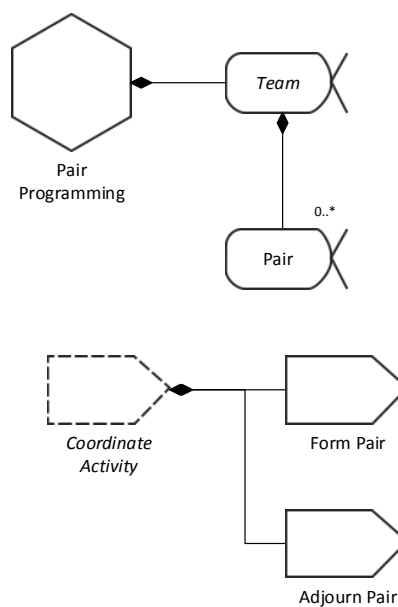 Team
Pair
Programming
0..*
Pair
Coordinate
Activity
Form Pair
Adjourn Pair